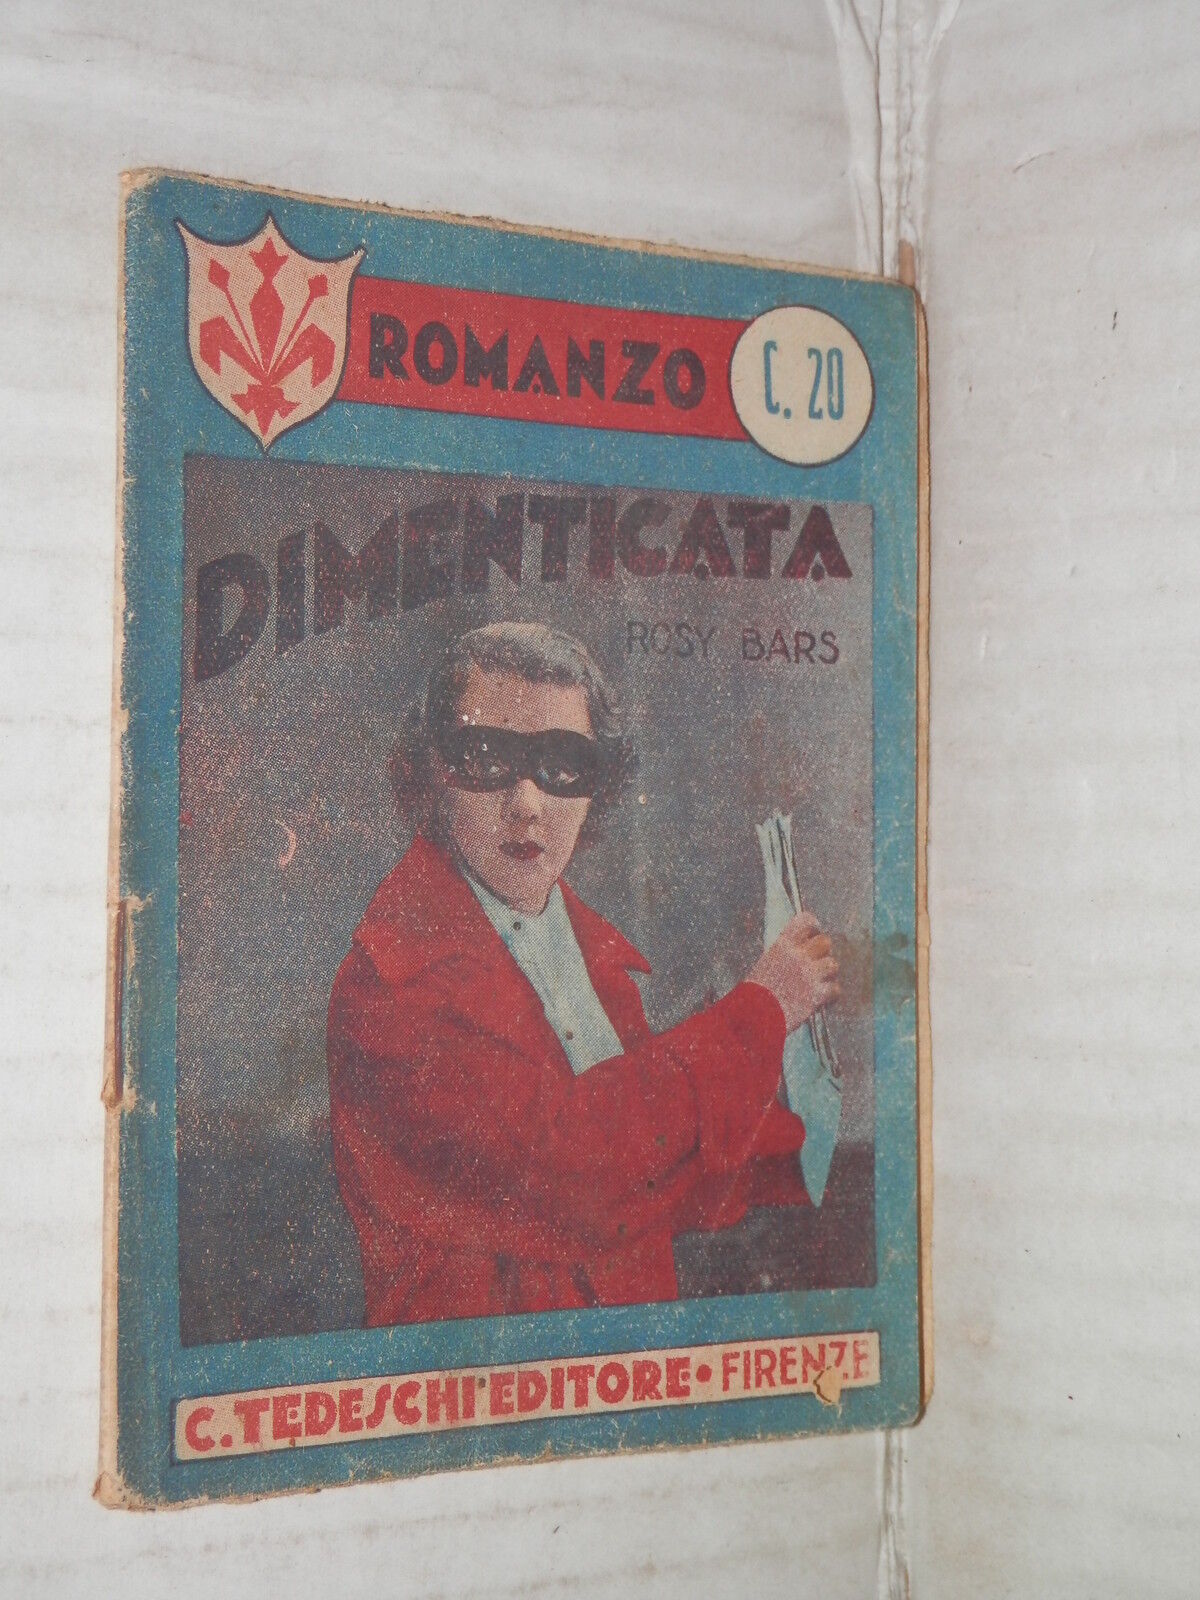 ROMANZO
C. 20
DIMENTICATA
ROSY BARS
C. TEDESCHI EDITORE • FIRENZE